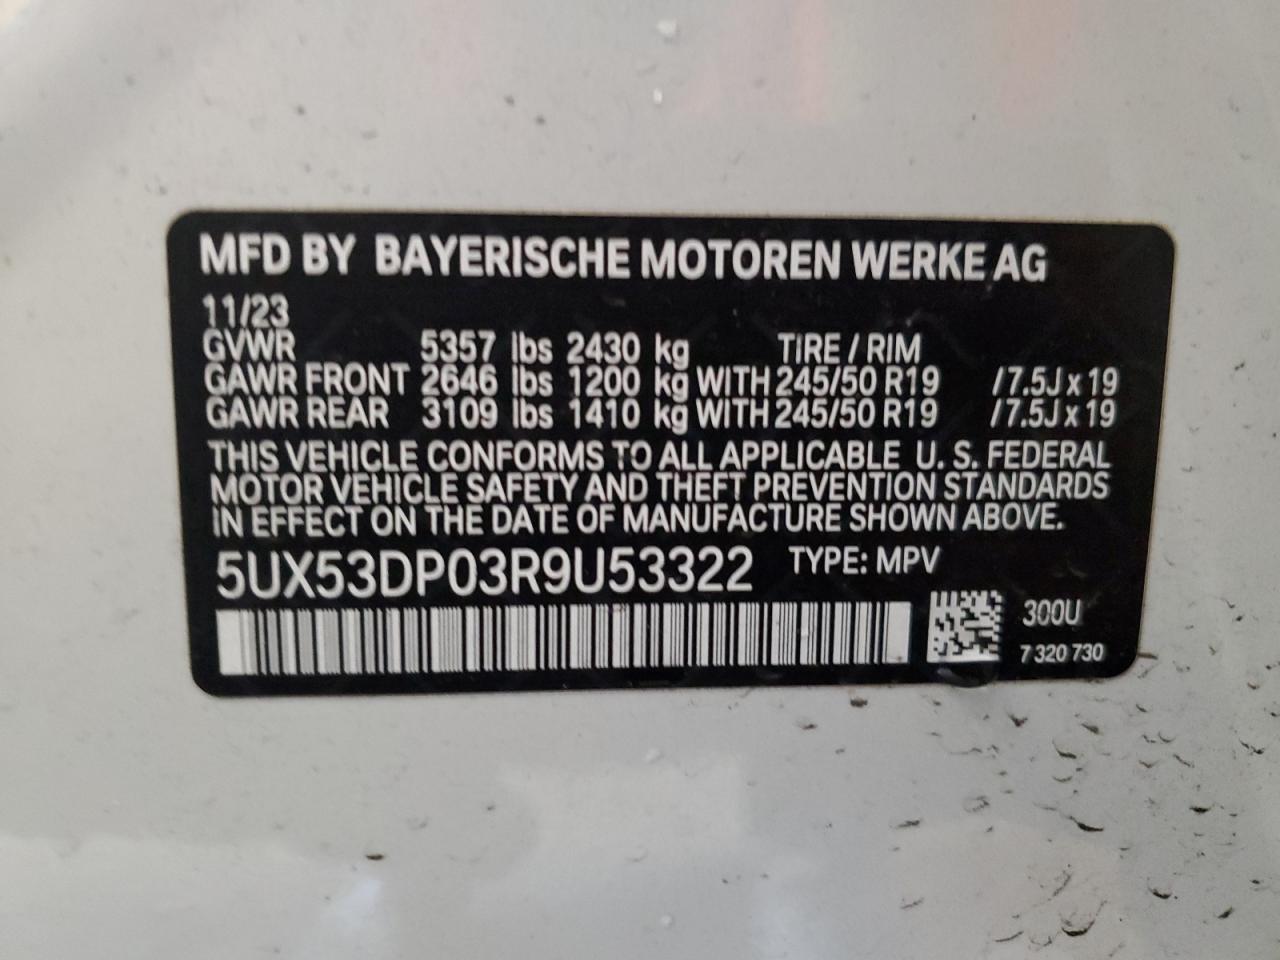 MFD BY BAYERISCHE MOTOREN WERKE AG
11/23
GVWR 5357 lbs 2430 kg TIRE / RIM
GAWR FRONT 2646 lbs 1200 kg WITH 245/50 R19 /7.5J x 19
GAWR REAR 3109 lbs 1410 kg WITH 245/50 R19 /7.5J x 19
THIS VEHICLE CONFORMS TO ALL APPLICABLE U. S. FEDERAL
MOTOR VEHICLE SAFETY AND THEFT PREVENTION STANDARDS
IN EFFECT ON THE DATE OF MANUFACTURE SHOWN ABOVE.
5UX53DP03R9U53322 TYPE: MPV
300U
7 320 730